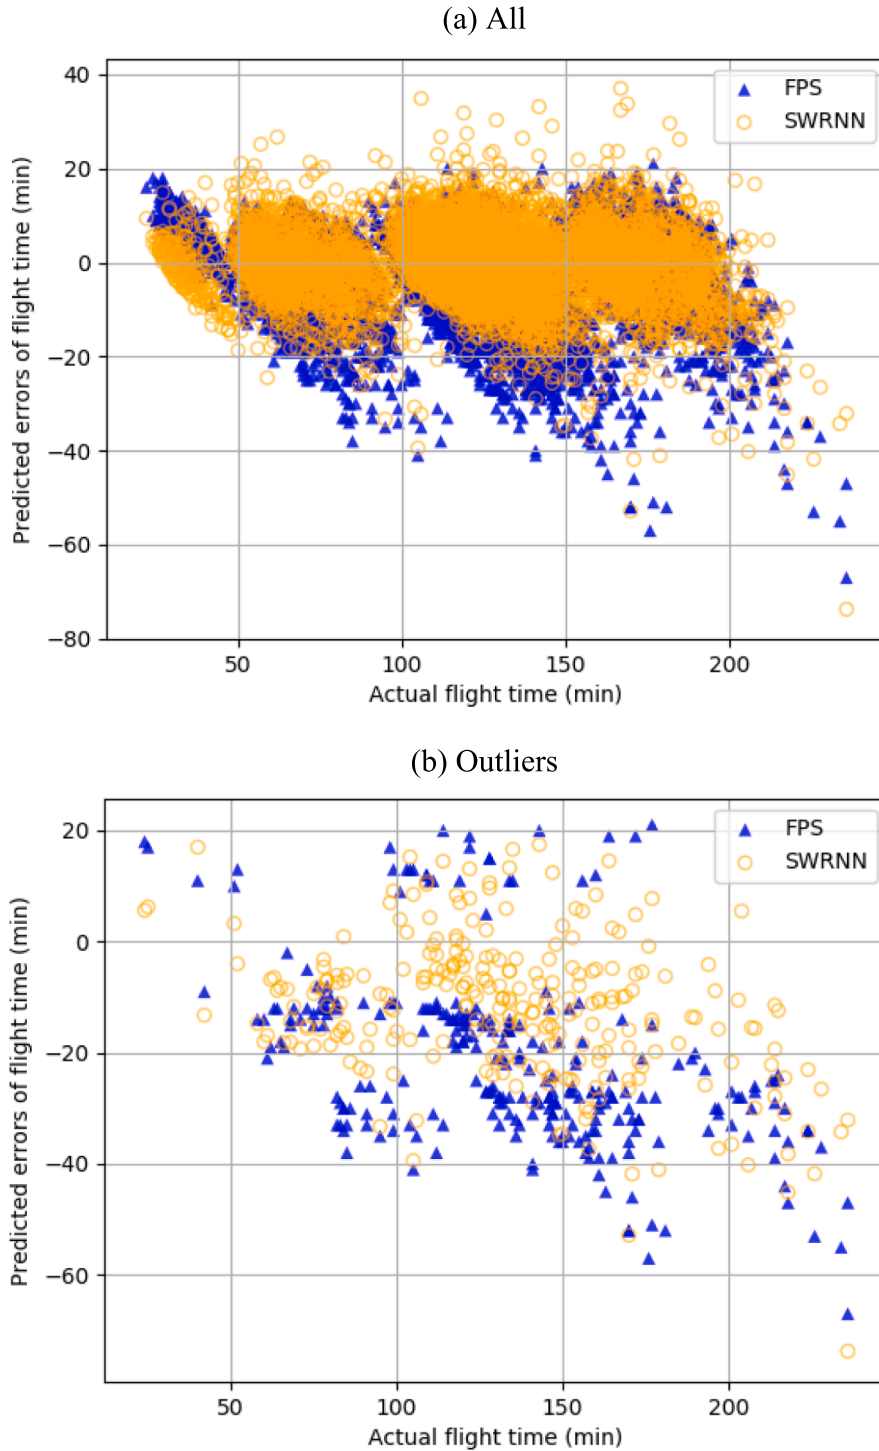 (a) All
FPS
SWRNN
40
20
0
−20
−40
−60
−80
Predicted errors of flight time (min)
50 100 150 200
Actual flight time (min)
(b) Outliers
FPS
SWRNN
20
0
−20
−40
−60
Predicted errors of flight time (min)
50 100 150 200
Actual flight time (min)